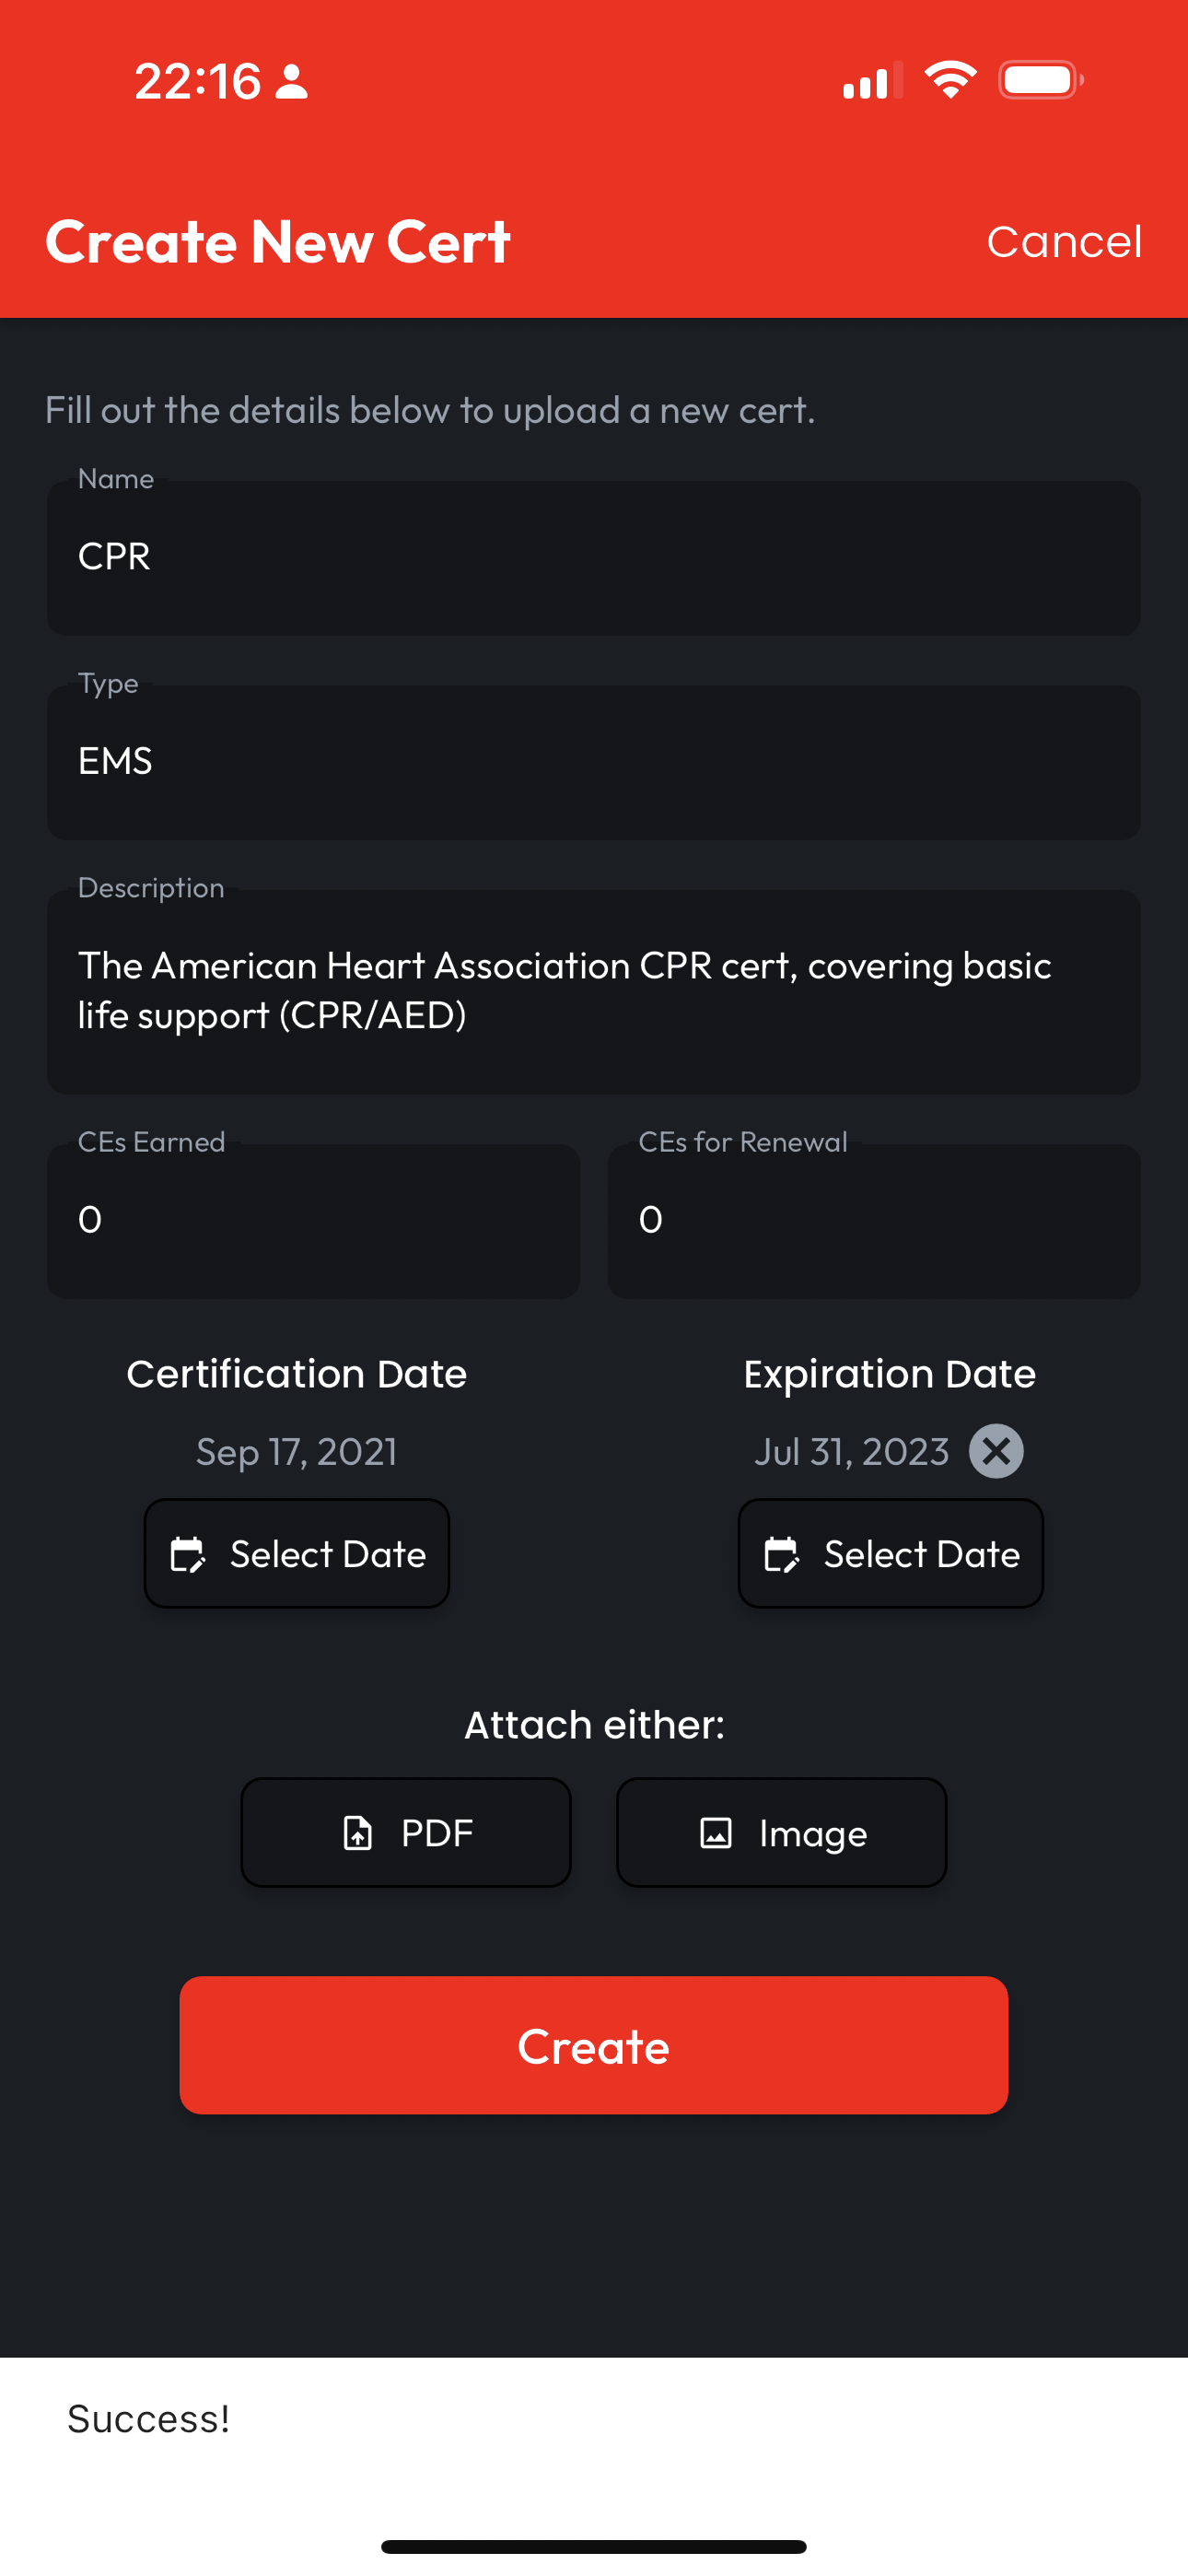 22:16
Create New Cert
Cancel
Fill out the details below to upload a new cert.
Name
CPR
Type
EMS
Description
The American Heart Association CPR cert, covering basic
life support (CPR/AED)
CEs Earned
0
CEs for Renewal
0
Certification Date
Sep 17, 2021
Select Date
Expiration Date
Jul 31, 2023
Select Date
Attach either:
PDF
Image
Create
Success!